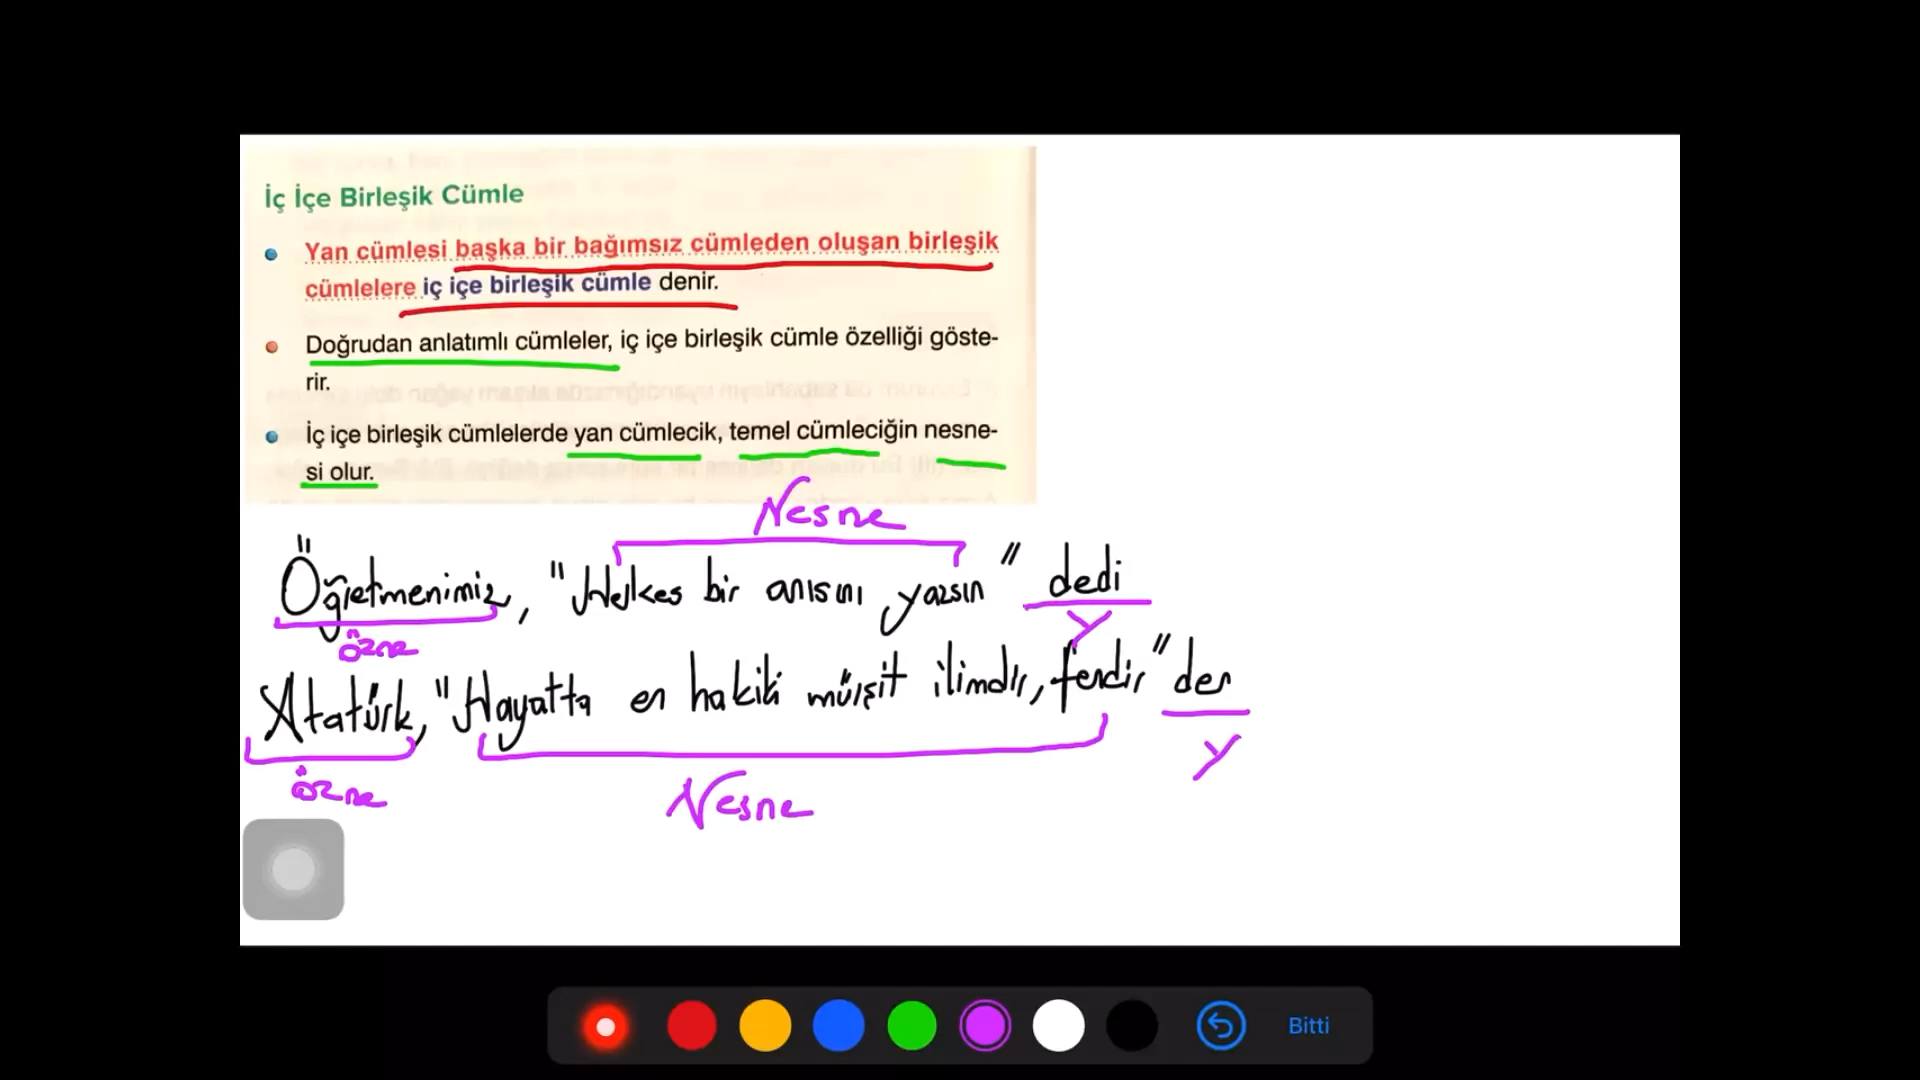 İç İçe Birleşik Cümle
Yan cümlesi başka bir bağımsız cümleden oluşan birleşik
cümlelere iç içe birleşik cümle denir.
Doğrudan anlatımlı cümleler, iç içe birleşik cümle özelliği göste-
rir.
İç içe birleşik cümlelerde yan cümlecik, temel cümleciğin nesne-
si olur.
Nesne
Öğretmenimiz, "Herkes bir anısını yazsın" dedi
özne
Y
Atatürk, "Hayatta en hakiki mürşit ilimdir, fendir" der
özne
Nesne
Y
Bitti